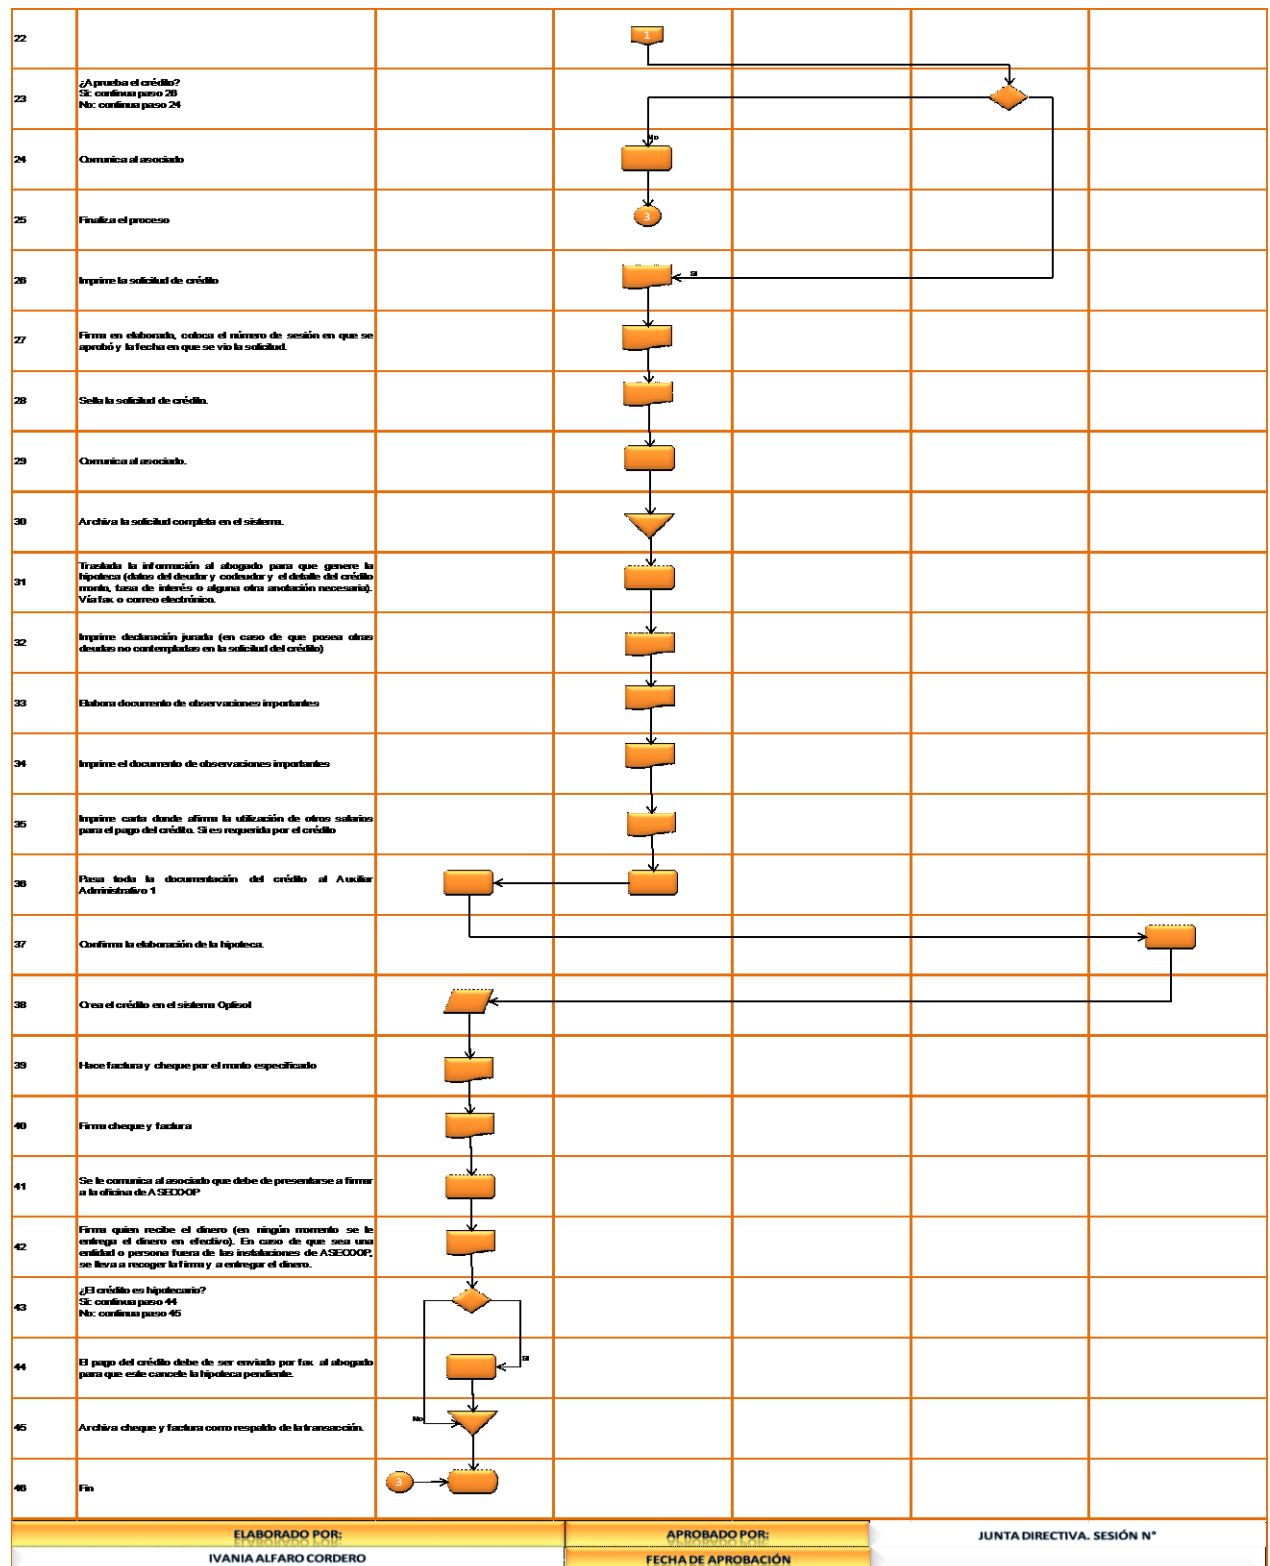 22
1
23
¿Aprueba el crédito?
Si: continua paso 26
No: continua paso 24
No
24
Comunica al asociado
25
Finaliza el proceso
3
26
Imprime la solicitud de crédito
SI
27
Firma en elaborado, coloca el número de sesión en que se
aprobó y la fecha en que se vio la solicitud.
28
Sella la solicitud de crédito.
29
Comunica al asociado.
30
Archiva la solicitud completa en el sistema.
31
Traslada la información al abogado para que genere la
hipoteca (datos del deudor y codeudor y el detalle del crédito
monto, tasa de interés o alguna otra anotación necesaria).
Vía fax o correo electrónico.
32
Imprime declaración jurada (en caso de que posea otras
deudas no contempladas en la solicitud del crédito)
33
Elabora documento de observaciones importantes
34
Imprime el documento de observaciones importantes
35
Imprime carta donde afirma la utilización de otros salarios
para el pago del crédito. Si es requerida por el crédito
36
Pasa toda la documentación del crédito al Auxiliar
Administrativo 1
37
Confirma la elaboración de la hipoteca.
38
Crea el crédito en el sistema Optisol
39
Hace factura y cheque por el monto especificado
40
Firma cheque y factura
41
Se le comunica al asociado que debe de presentarse a firmar
a la oficina de ASECOOP
42
Firma quien recibe el dinero (en ningún momento se le
entrega el dinero en efectivo). En caso de que sea una
entidad o persona fuera de las instalaciones de ASECOOP,
se lleva a recoger la firma y a entregar el dinero.
43
¿El crédito es hipotecario?
Si: continua paso 44
No: continua paso 45
44
El pago del crédito debe de ser enviado por fax al abogado
para que este cancele la hipoteca pendiente.
SI
45
Archiva cheque y factura como respaldo de la transacción.
No
46
Fin
3
ELABORADO POR:
APROBADO POR:
JUNTA DIRECTIVA. SESIÓN N°
IVANIA ALFARO CORDERO
FECHA DE APROBACIÓN